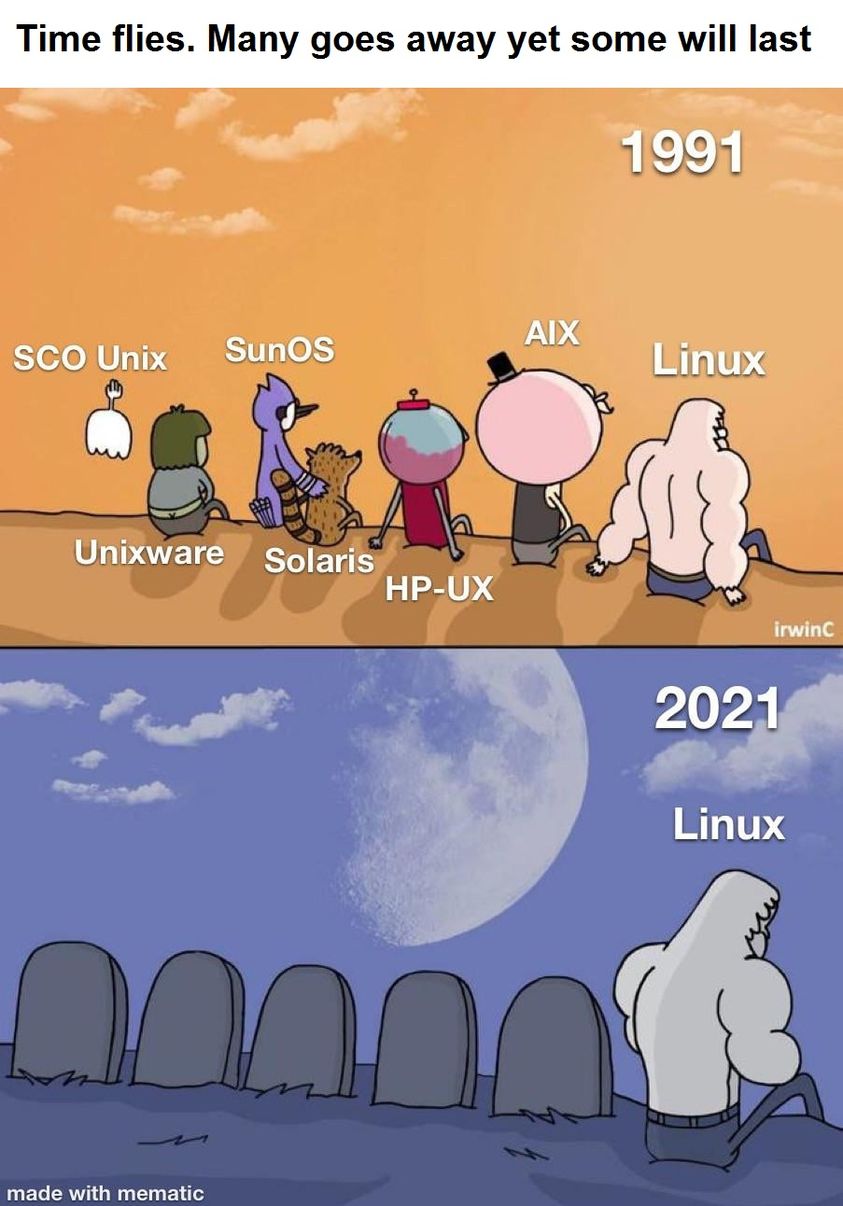 Time flies. Many goes away yet some will last
1991
SCO Unix
SunOS
AIX
Linux
Unixware
Solaris
HP-UX
irwinC
2021
Linux
made with mematic